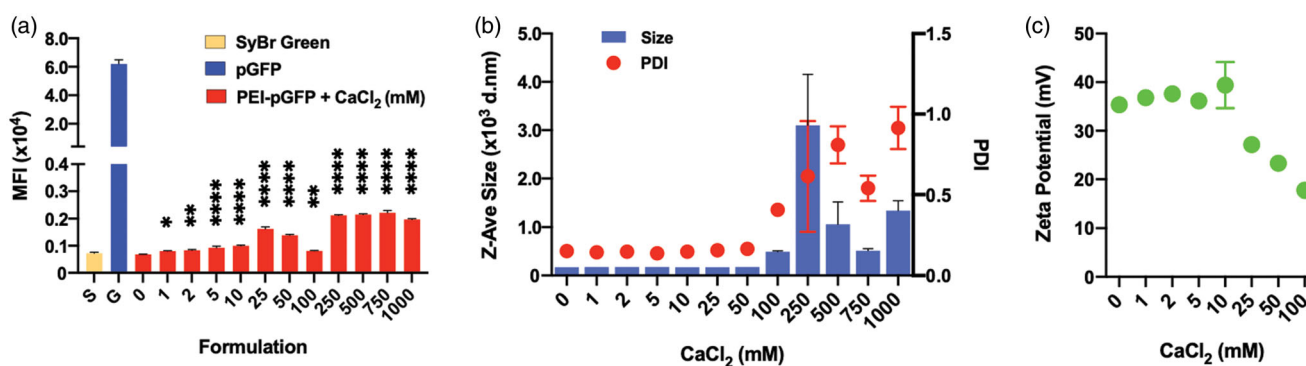 (a)
8.0
6.0
4.0
2.0
0.4
0.3
0.2
0.1
0
MFI (x10⁴)
SyBr Green
pGFP
PEI-pGFP + CaCl₂ (mM)
*
**
****
****
****
****
**
****
****
****
****
S G 0 1 2 5 10 25 50 100 250 500 750 1000
Formulation
(b)
5.0
4.0
3.0
2.0
1.0
0
Z-Ave Size (x10³ d.nm)
Size
PDI
1.5
1.0
0.5
0.0
PDI
0 1 2 5 10 25 50 100 250 500 750 1000
CaCl₂ (mM)
(c)
50
40
30
20
10
0
Zeta Potential (mV)
0 1 2 5 10 25 50 100
CaCl₂ (mM)